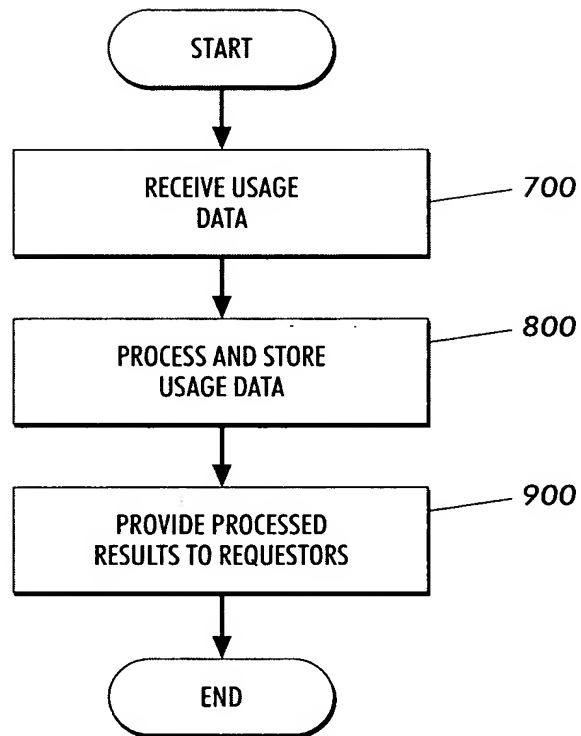 START
RECEIVE USAGE
DATA
700
PROCESS AND STORE
USAGE DATA
800
PROVIDE PROCESSED
RESULTS TO REQUESTORS
900
END